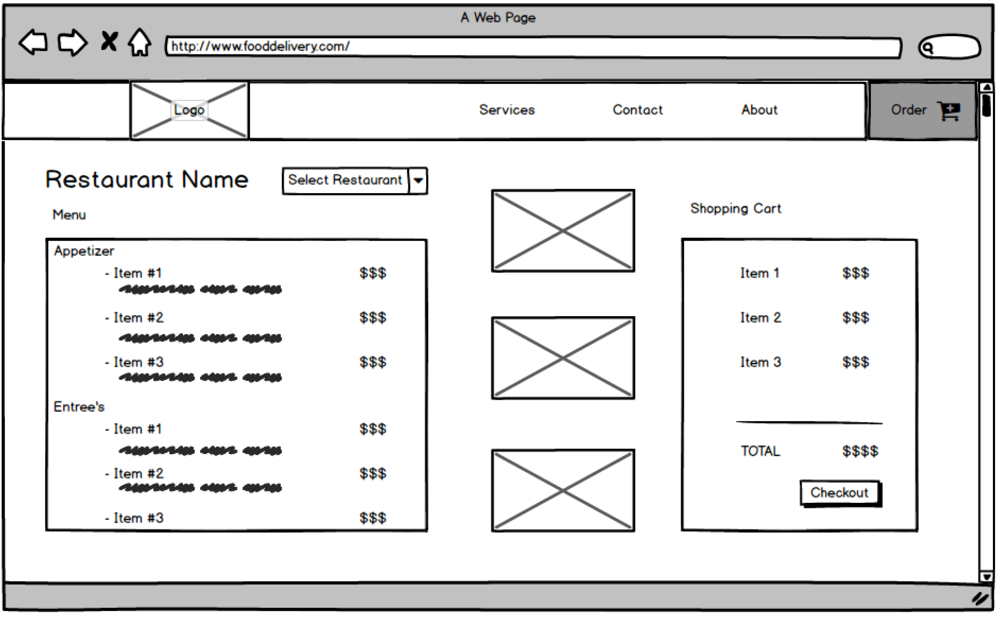 A Web Page
http://www.fooddelivery.com/
Logo
Services
Contact
About
Order
Restaurant Name
Select Restaurant
Menu
Appetizer
- Item #1 $$$
- Item #2 $$$
- Item #3 $$$
Entree's
- Item #1 $$$
- Item #2 $$$
- Item #3 $$$
Shopping Cart
Item 1 $$$
Item 2 $$$
Item 3 $$$
TOTAL $$$$
Checkout